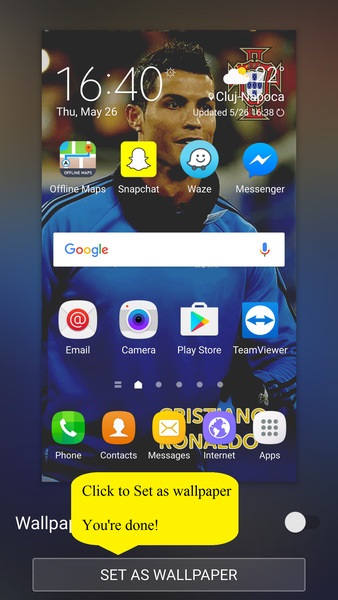 16:40
22°
Cluj-Napoca
Thu, May 26
Updated 5/26 16:38
OFFLINE MAPS
Offline Maps Snapchat Waze Messenger
Google
Email Camera Play Store TeamViewer
CRISTIANO
RONALDO
Phone Contacts Messages Internet Apps
Click to Set as wallpaper
You're done!
Wallpap
SET AS WALLPAPER